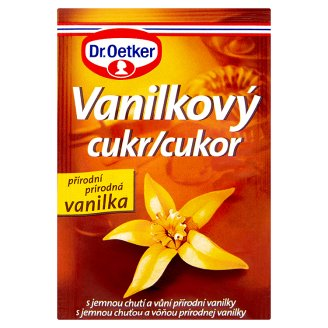 Dr.Oetker
Vanilkový
cukr/cukor
přírodní
prírodná
vanilka
s jemnou chutí a vůní přírodní vanilky
s jemnou chuťou a vôňou prírodnej vanilky